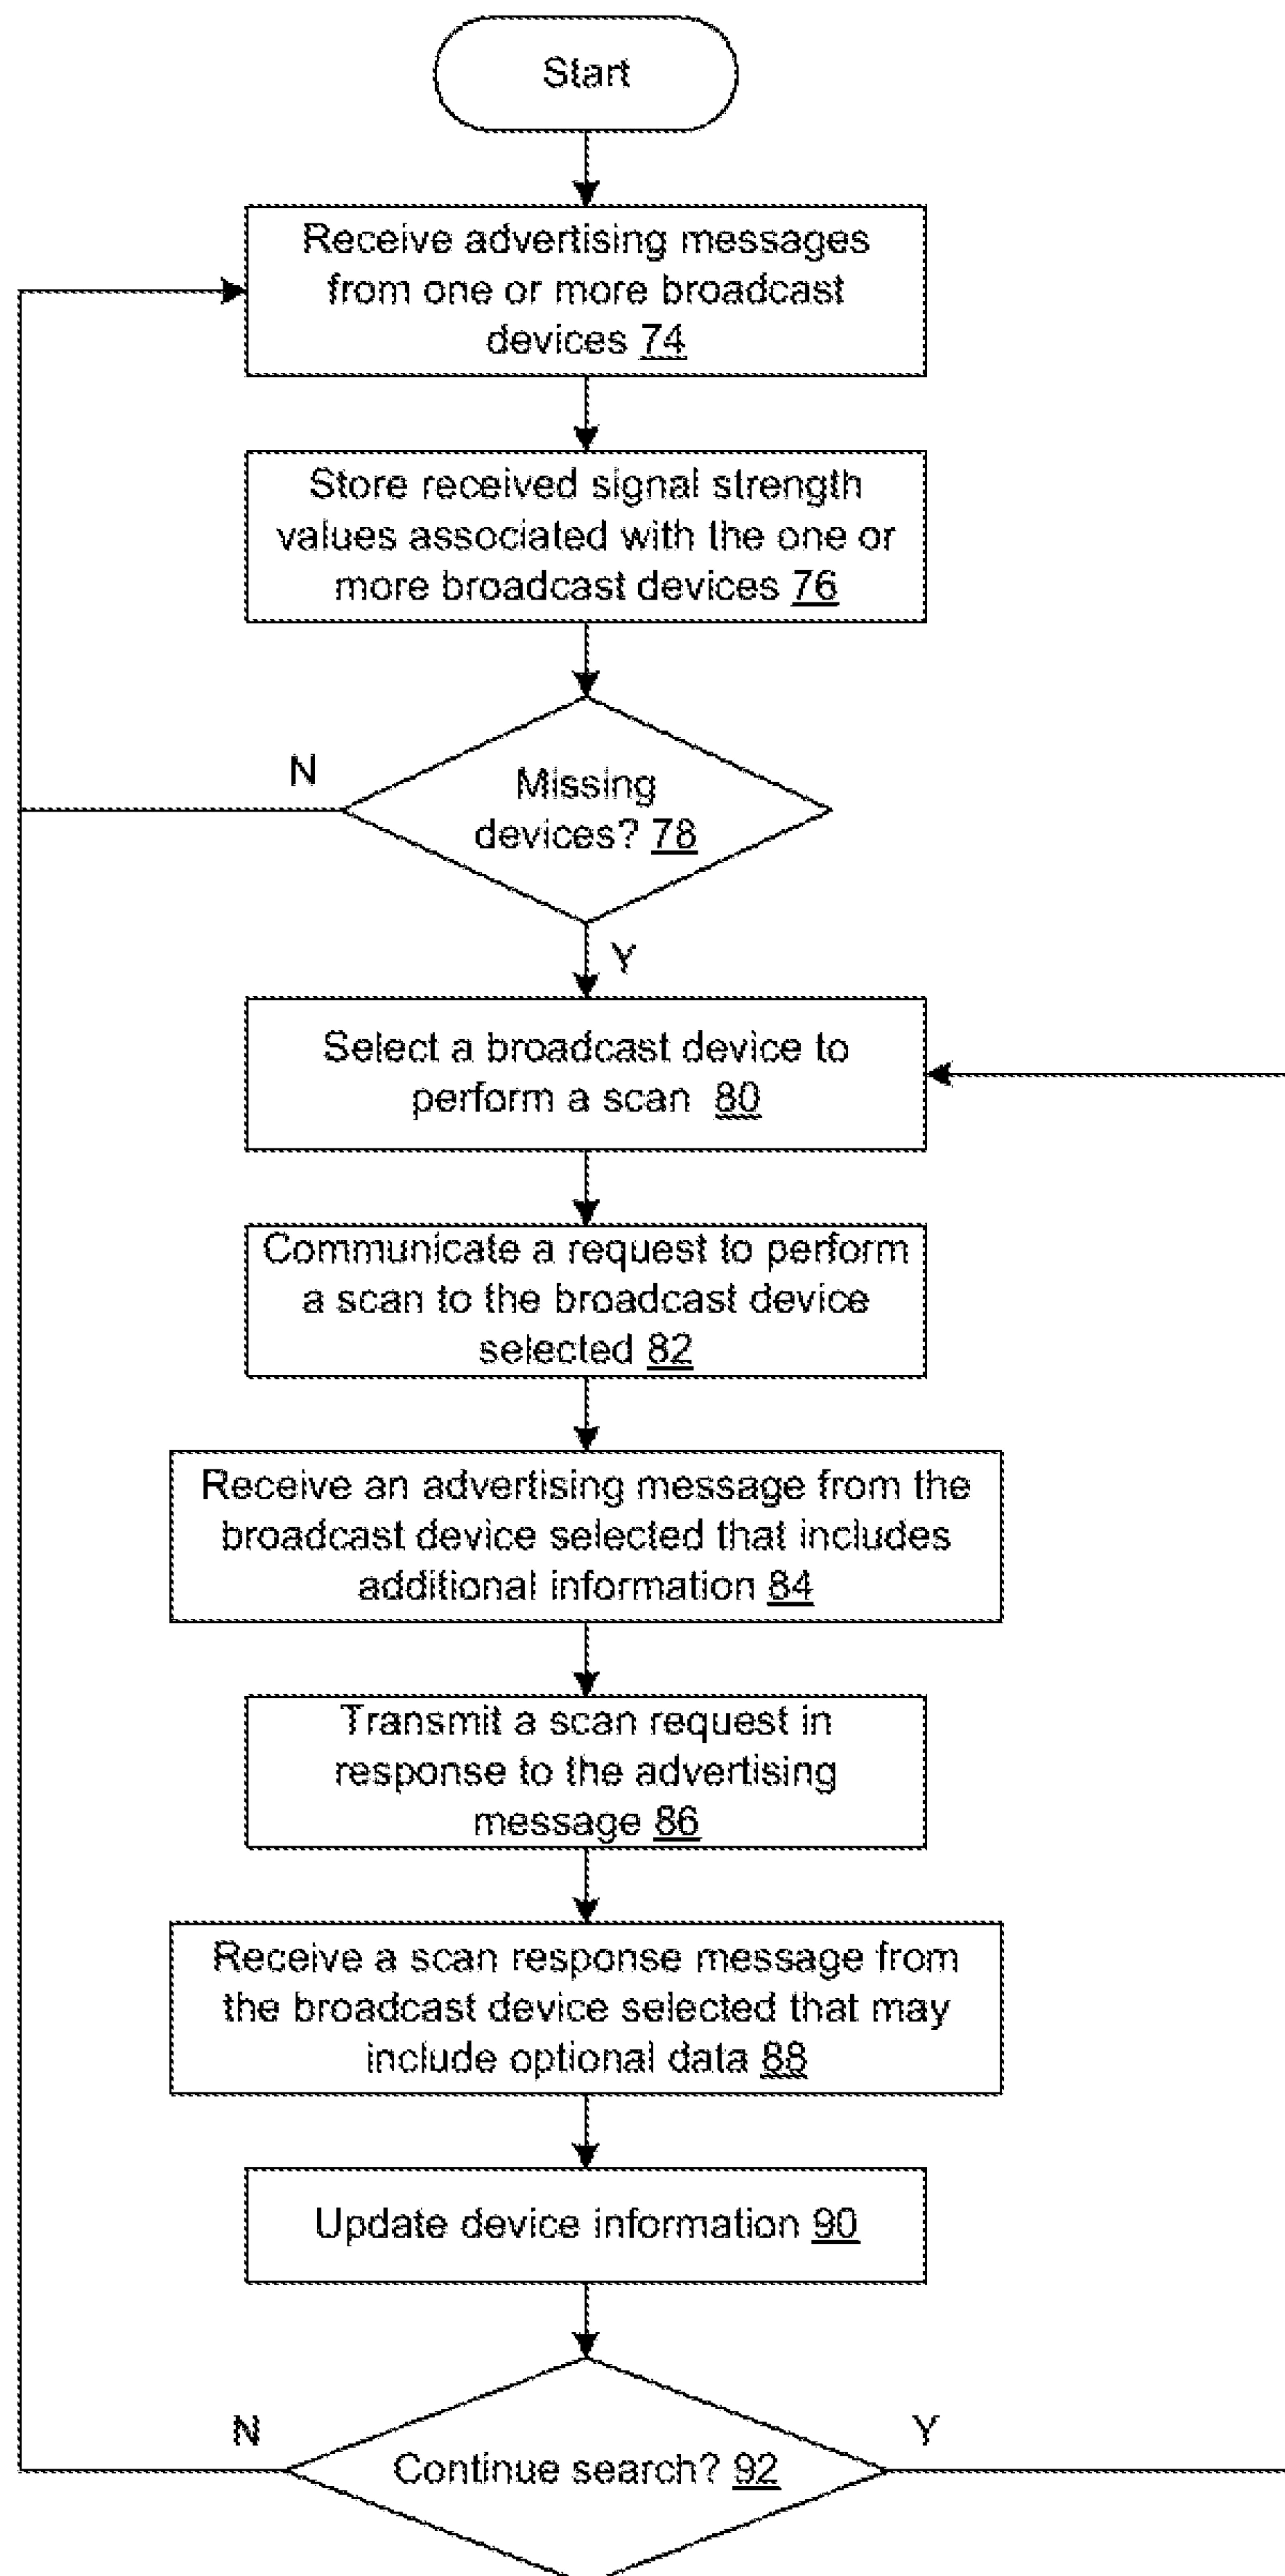 Start
Receive advertising messages
from one or more broadcast
devices 74
Store received signal strength
values associated with the one or
more broadcast devices 76
N
Missing
devices? 78
Y
Select a broadcast device to
perform a scan 80
Communicate a request to perform
a scan to the broadcast device
selected 82
Receive an advertising message from the
broadcast device selected that includes
additional information 84
Transmit a scan request in
response to the advertising
message 86
Receive a scan response message from
the broadcast device selected that may
include optional data 88
Update device information 90
N
Y
Continue search? 92